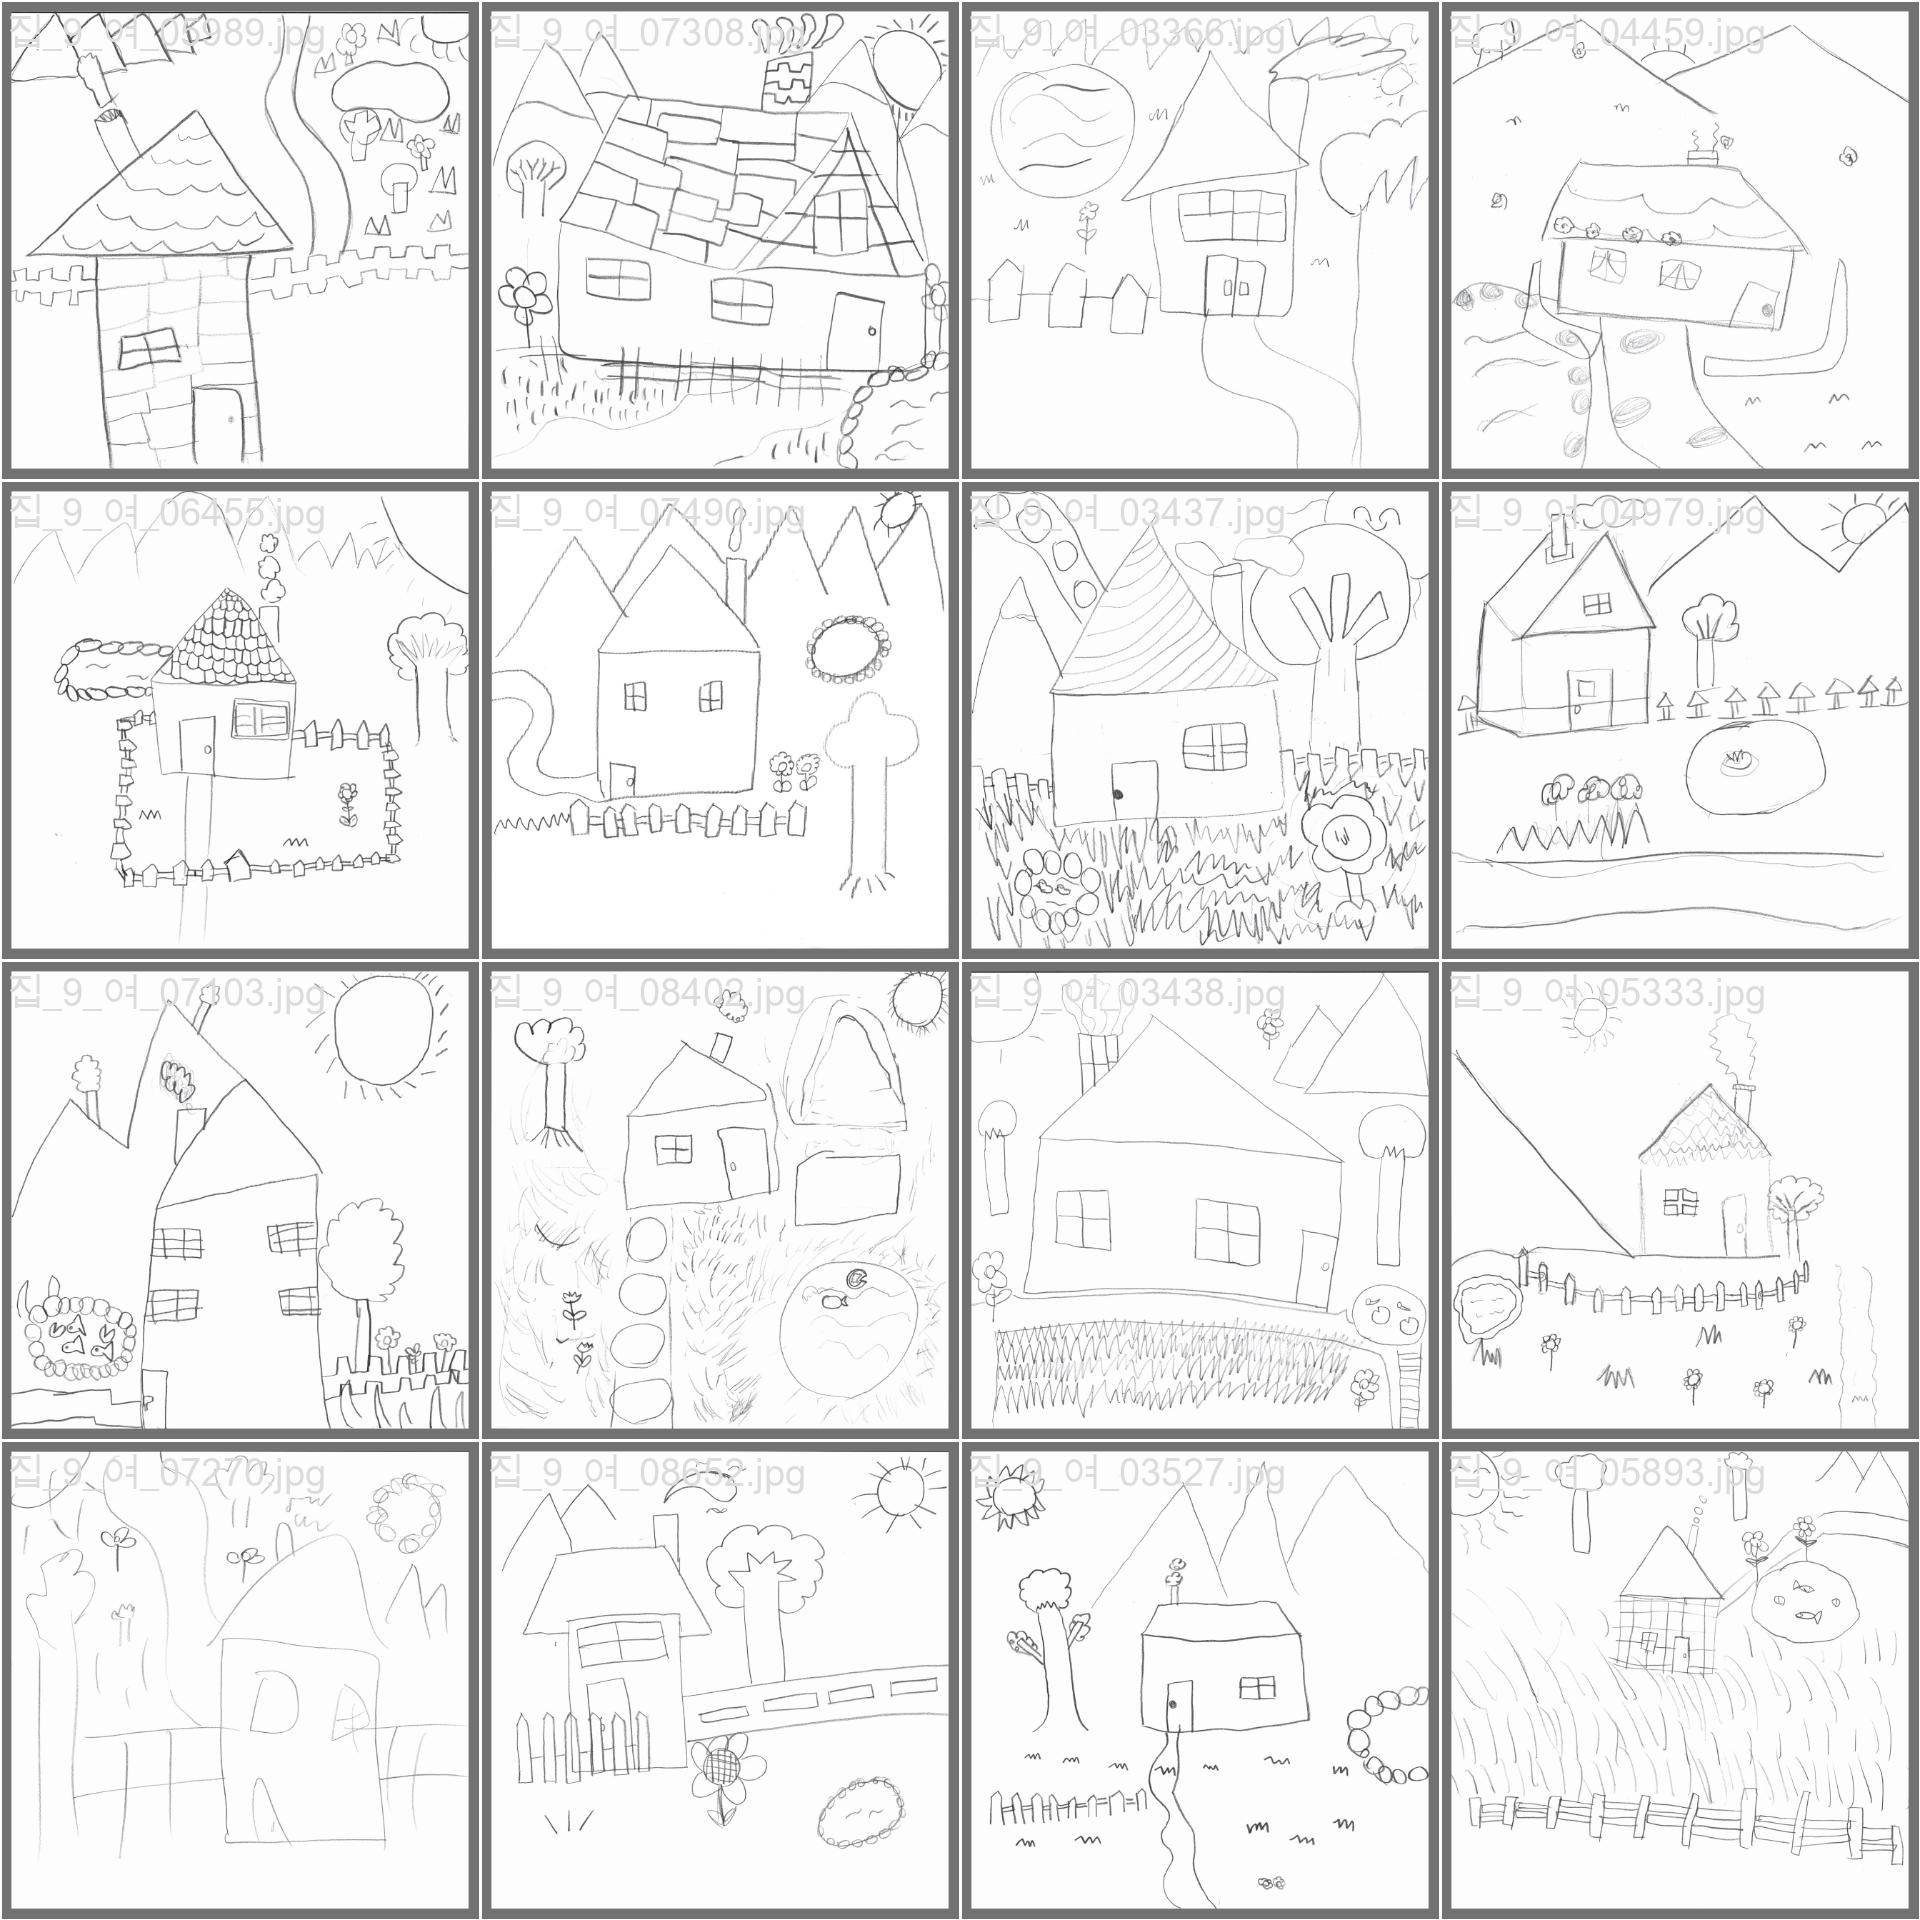 집_9_여_05989.jpg
집_9_여_07308.jpg
집_9_여_03366.jpg
집_9_여_04459.jpg
집_9_여_06455.jpg
집_9_여_07490.jpg
집_9_여_03437.jpg
집_9_여_04979.jpg
집_9_여_07103.jpg
집_9_여_08402.jpg
집_9_여_03438.jpg
집_9_여_05333.jpg
집_9_여_07270.jpg
집_9_여_08652.jpg
집_9_여_03527.jpg
집_9_여_05893.jpg